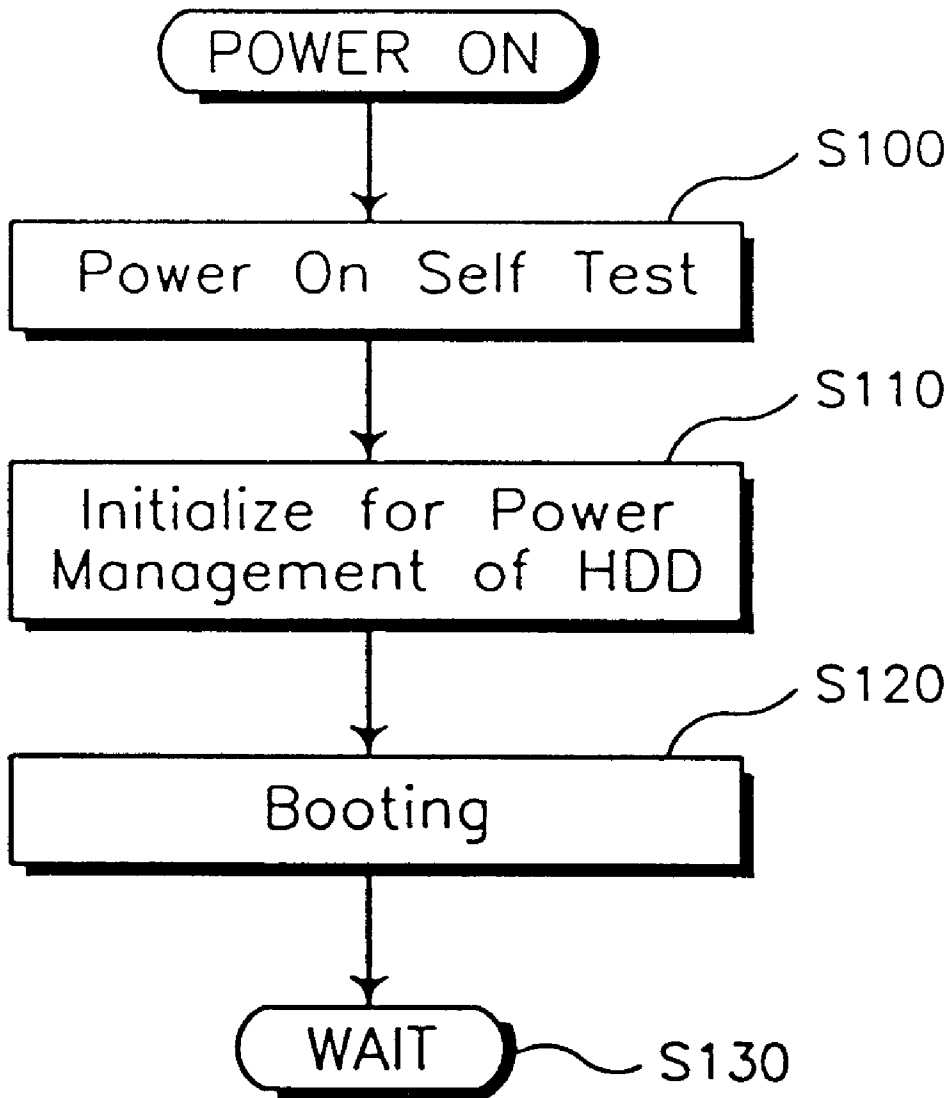 POWER ON
S100
Power On Self Test
S110
Initialize for Power
Management of HDD
S120
Booting
WAIT
S130